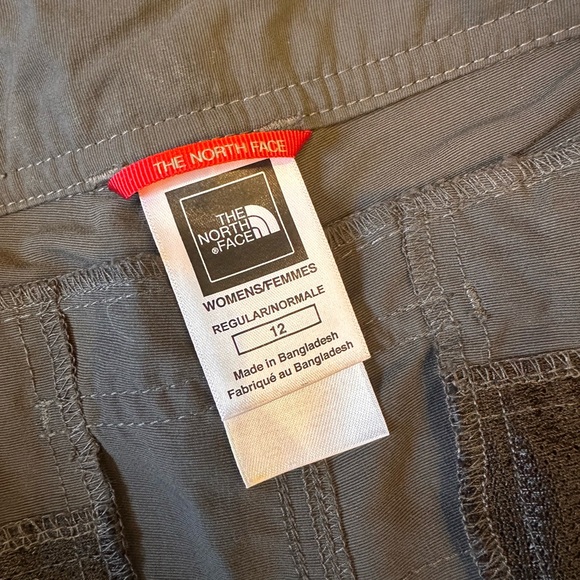 THE NORTH FACE
THE
NORTH
®FACE
WOMENS/FEMMES
REGULAR/NORMALE
12
Made in Bangladesh
Fabriqué au Bangladesh